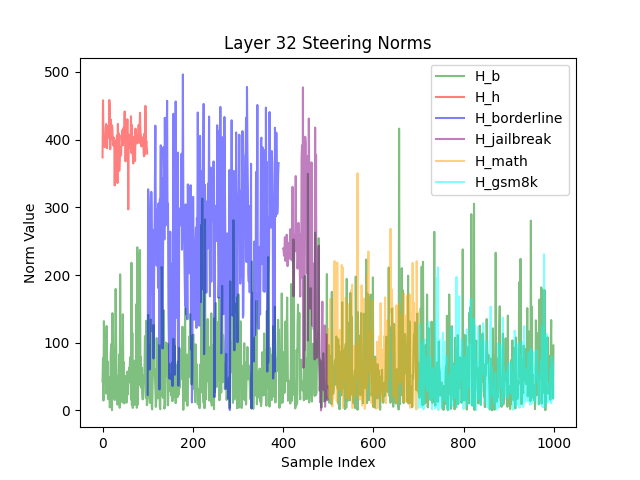 Layer 32 Steering Norms
Norm Value
500
400
300
200
100
0
H_b
H_h
H_borderline
H_jailbreak
H_math
H_gsm8k
0 200 400 600 800 1000
Sample Index